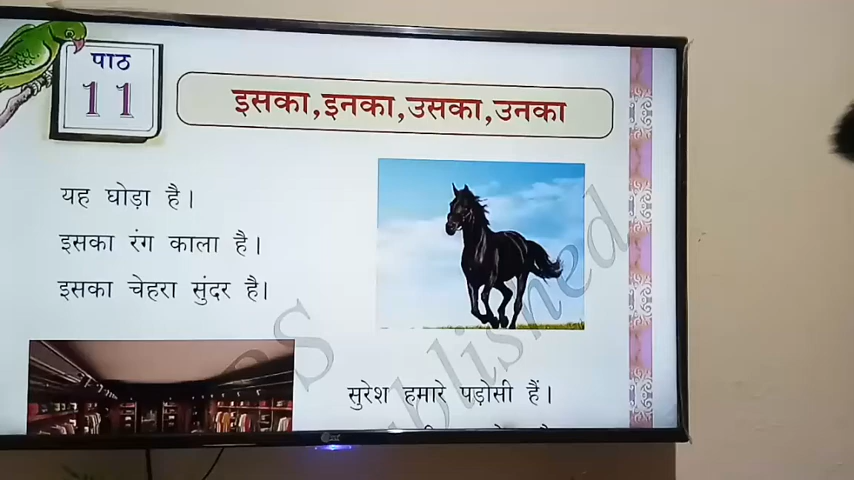 पाठ
11
इसका,इनका,उसका,उनका
यह घोड़ा है।
इसका रंग काला है।
इसका चेहरा सुंदर है।
सुरेश हमारे पड़ोसी हैं।